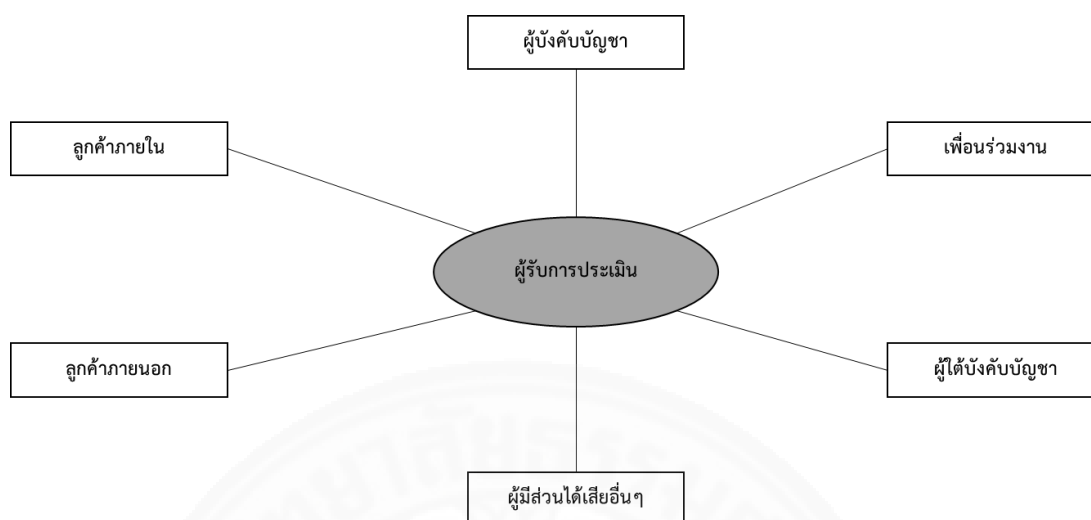 ผู้บังคับบัญชา
ลูกค้าภายใน
เพื่อนร่วมงาน
ผู้รับการประเมิน
ลูกค้าภายนอก
ผู้ใต้บังคับบัญชา
ผู้มีส่วนได้เสียอื่นๆ